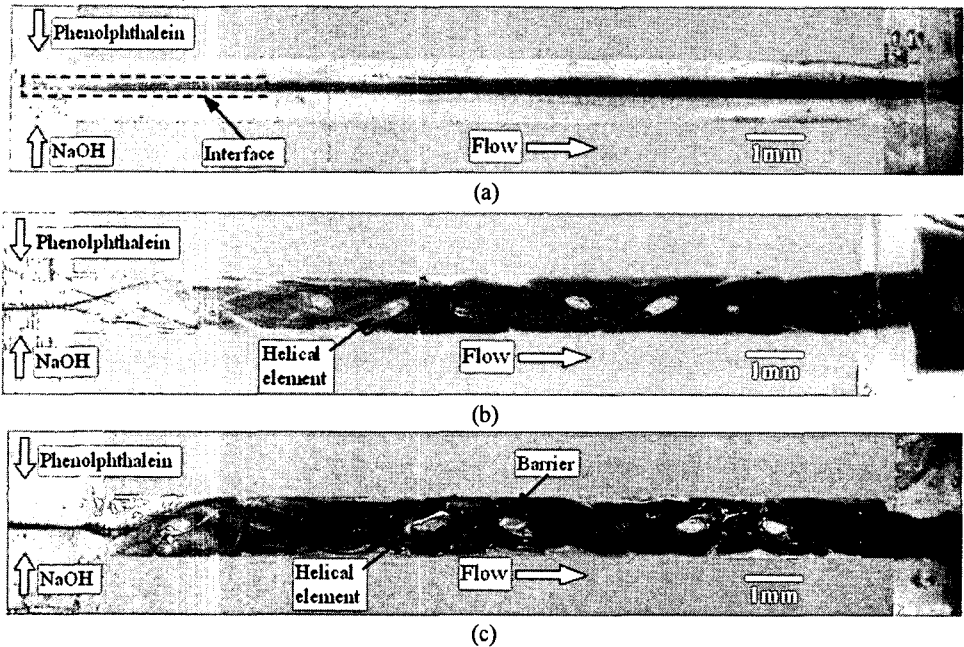 Phenolphthalein
NaOH
Interface
Flow
1mm
(a)
Phenolphthalein
NaOH
Helical
element
Flow
1mm
(b)
Phenolphthalein
Barrier
NaOH
Helical
element
Flow
1mm
(c)